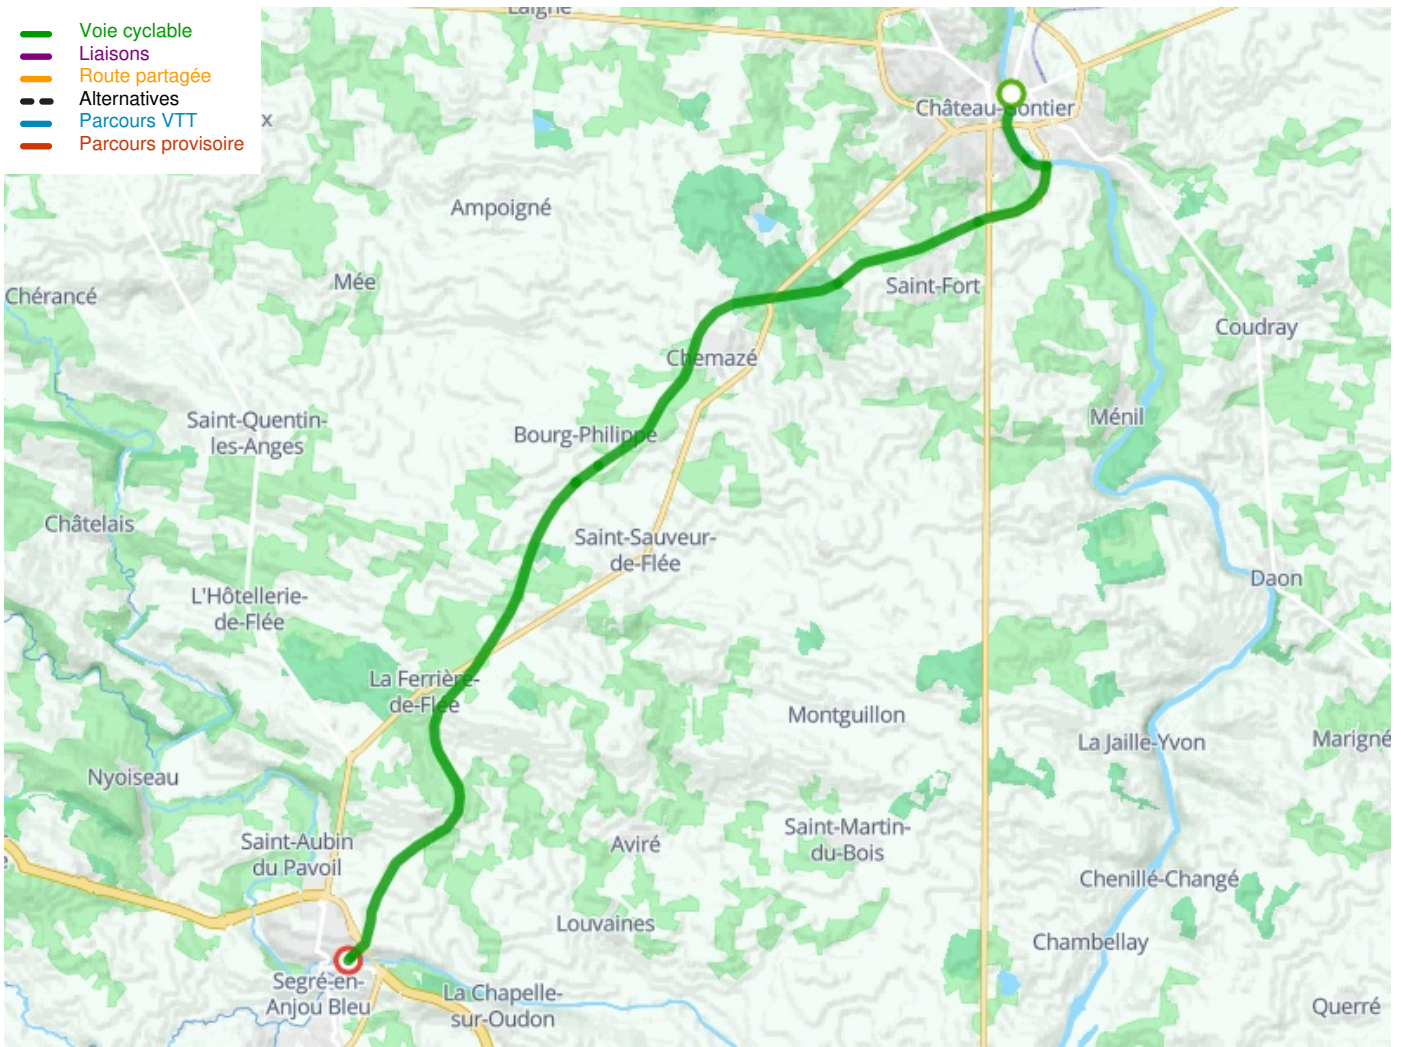 Voie cyclable
Liaisons
Route partagée
Alternatives
Parcours VTT
Parcours provisoire
x
Château-Gontier
Ampoigné
Mée
Chérancé
Saint-Fort
Coudray
Chemazé
Saint-Quentin-
les-Anges
Bourg-Philippe
Ménil
Châtelais
Saint-Sauveur-
de-Flée
Daon
L'Hôtellerie-
de-Flée
La Ferrière-
de-Flée
Montguillon
La Jaille-Yvon
Marigné
Nyoiseau
Saint-Aubin
du Pavoil
Aviré
Saint-Martin-
du-Bois
Chenillé-Changé
Louvaines
Chambellay
Segré-en-
Anjou Bleu
La Chapelle-
sur-Oudon
Querré